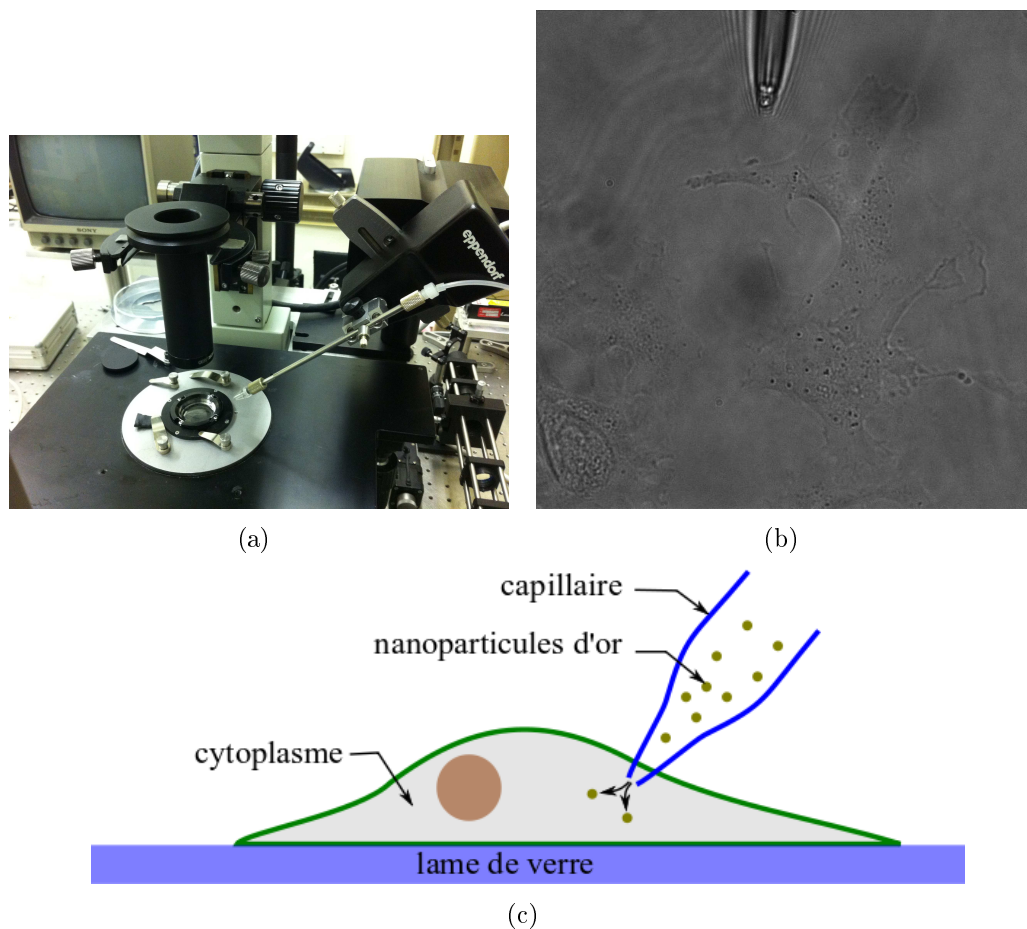 SONY
eppendorf
(a)
(b)
capillaire
nanoparticules d'or
cytoplasme
lame de verre
(c)